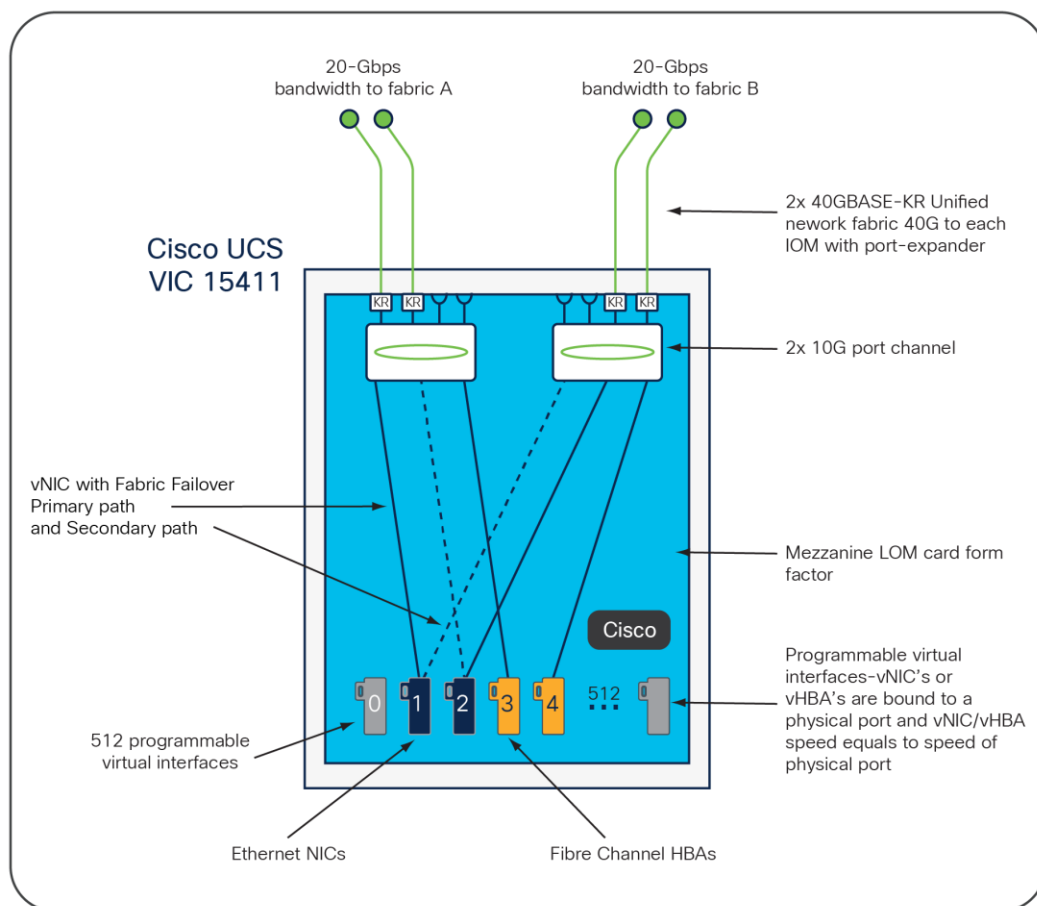 20-Gbps
bandwidth to fabric A
20-Gbps
bandwidth to fabric B
2x 40GBASE-KR Unified
nework fabric 40G to each
IOM with port-expander
Cisco UCS
VIC 15411
KR
KR
KR
KR
2x 10G port channel
vNIC with Fabric Failover
Primary path
and Secondary path
Mezzanine LOM card form
factor
Cisco
Programmable virtual
interfaces-vNIC's or
vHBA's are bound to a
physical port and vNIC/vHBA
speed equals to speed of
physical port
0
1
2
3
4
512
...
512 programmable
virtual interfaces
Ethernet NICs
Fibre Channel HBAs